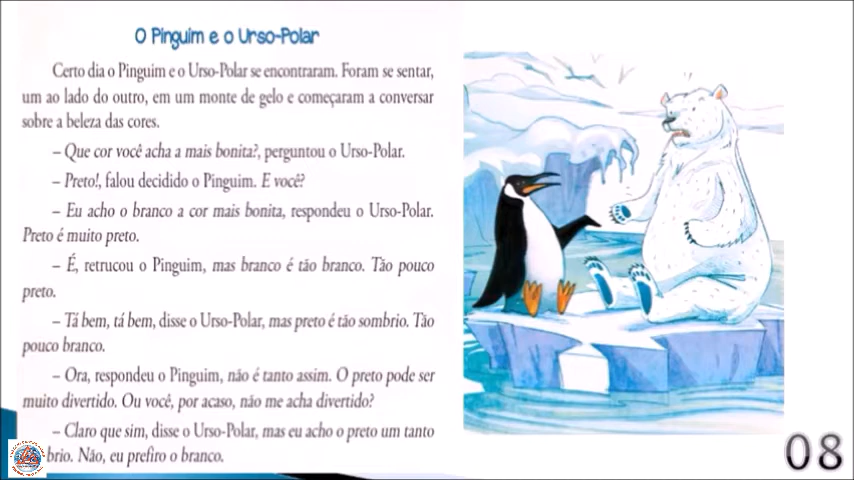 O Pinguim e o Urso-Polar
Certo dia o Pinguim e o Urso-Polar se encontraram. Foram se sentar,
um ao lado do outro, em um monte de gelo e começaram a conversar
sobre a beleza das cores.
– Que cor você acha a mais bonita?, perguntou o Urso-Polar.
– Preto!, falou decidido o Pinguim. E você?
– Eu acho o branco a cor mais bonita, respondeu o Urso-Polar.
Preto é muito preto.
– É, retrucou o Pinguim, mas branco é tão branco. Tão pouco
preto.
– Tá bem, tá bem, disse o Urso-Polar, mas preto é tão sombrio. Tão
pouco branco.
– Ora, respondeu o Pinguim, não é tanto assim. O preto pode ser
muito divertido. Ou você, por acaso, não me acha divertido?
– Claro que sim, disse o Urso-Polar, mas eu acho o preto um tanto
brio. Não, eu prefiro o branco.
08